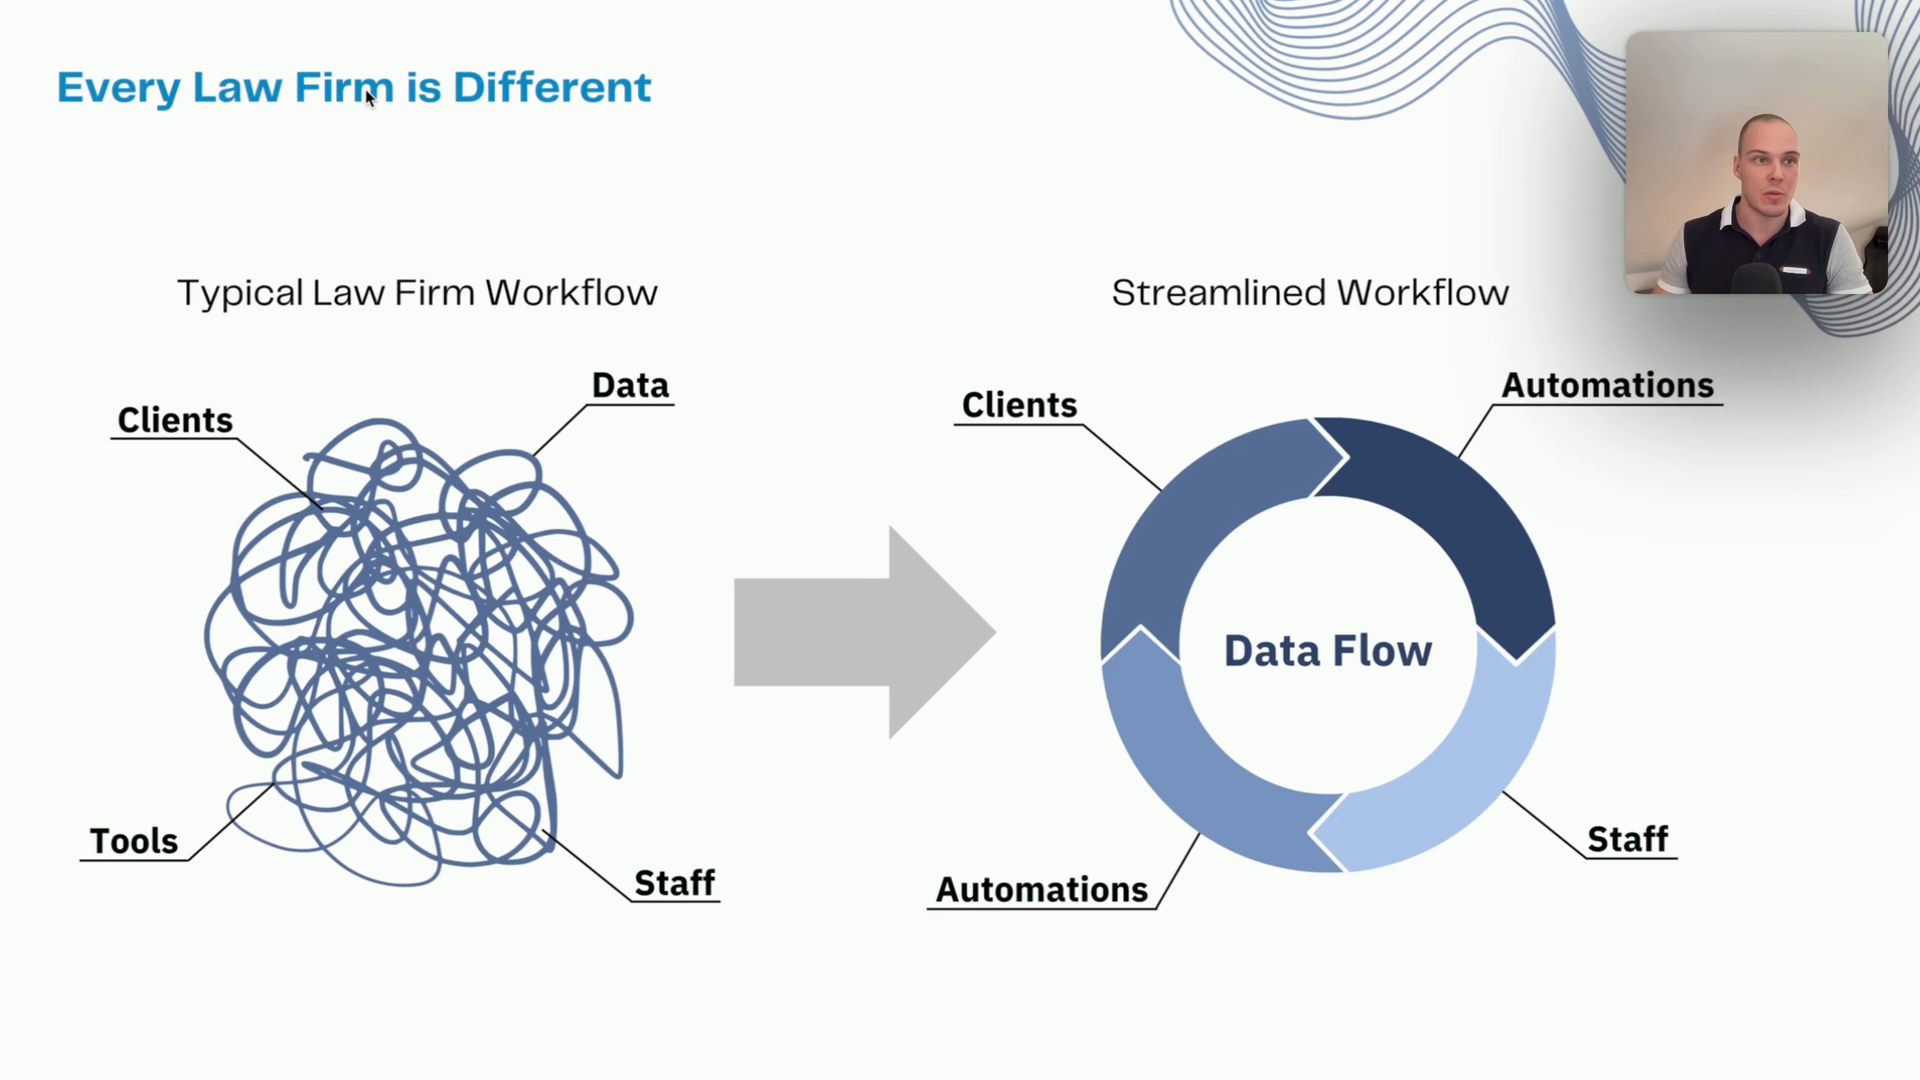 Every Law Firm is Different
Typical Law Firm Workflow
Clients
Data
Tools
Staff
Streamlined Workflow
Clients
Automations
Data Flow
Staff
Automations